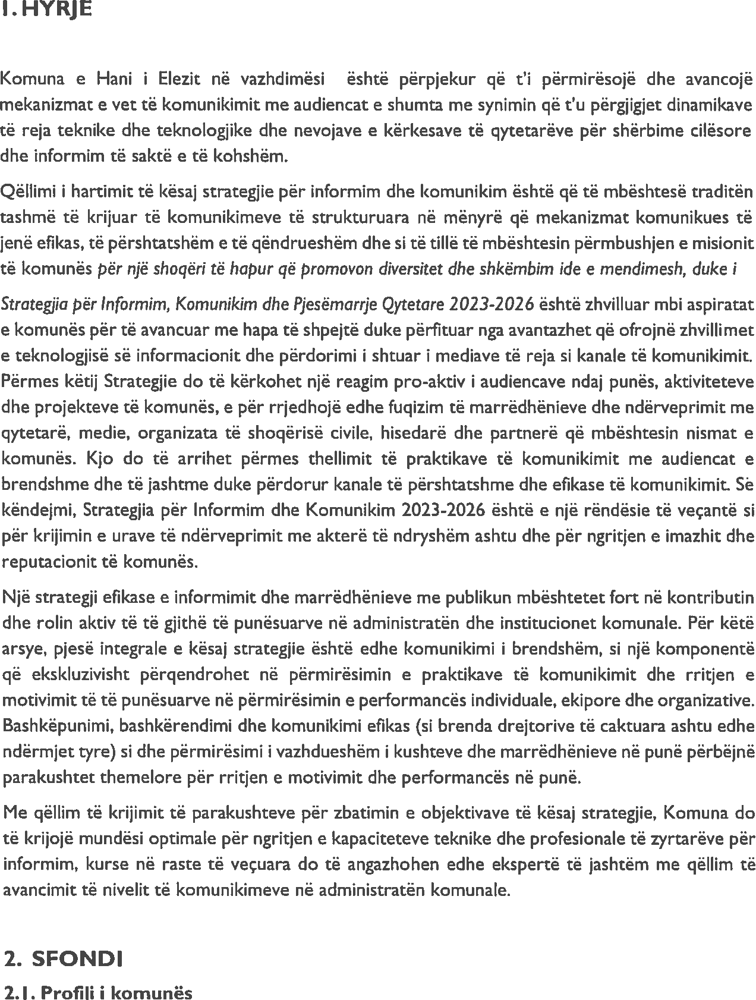 1. HYRJE
Komuna e Hani i Elezit në vazhdimësi është përpjekur që t'i përmirësojë dhe avancojë
mekanizmat e vet të komunikimit me audiencat e shumta me synimin që t'u përgjigjet dinamikave
të reja teknike dhe teknologjike dhe nevojave e kërkesave të qytetarëve për shërbime cilësore
dhe informim të saktë e të kohshëm.
Qëllimi i hartimit të kësaj strategjie për informim dhe komunikim është që të mbështesë traditën
tashmë të krijuar të komunikimeve të strukturuara në mënyrë që mekanizmat komunikues të
jenë efikas, të përshtatshëm e të qëndrueshëm dhe si të tillë të mbështesin përmbushjen e misionit
të komunës për një shoqëri të hapur që promovon diversitet dhe shkëmbim ide e mendimesh, duke i
Strategjia për Informim, Komunikim dhe Pjesëmarrje Qytetare 2023-2026 është zhvilluar mbi aspiratat
e komunës për të avancuar me hapa të shpejtë duke përfituar nga avantazhet që ofrojnë zhvillimet
e teknologjisë së informacionit dhe përdorimi i shtuar i mediave të reja si kanale të komunikimit.
Përmes këtij Strategjie do të kërkohet një reagim pro-aktiv i audiencave ndaj punës, aktiviteteve
dhe projekteve të komunës, e për rrjedhojë edhe fuqizim të marrëdhënieve dhe ndërveprimit me
qytetarë, medie, organizata të shoqërisë civile, hisedarë dhe partnerë që mbështesin nismat e
komunës. Kjo do të arrihet përmes thellimit të praktikave të komunikimit me audiencat e
brendshme dhe të jashtme duke përdorur kanale të përshtatshme dhe efikase të komunikimit. Së
këndejmi, Strategjia për Informim dhe Komunikim 2023-2026 është e një rëndësie të veçantë si
për krijimin e urave të ndërveprimit me akterë të ndryshëm ashtu dhe për ngritjen e imazhit dhe
reputacionit të komunës.
Një strategji efikase e informimit dhe marrëdhënieve me publikun mbështetet fort në kontributin
dhe rolin aktiv të të gjithë të punësuarve në administratën dhe institucionet komunale. Për këtë
arsye, pjesë integrale e kësaj strategjie është edhe komunikimi i brendshëm, si një komponentë
që ekskluzivisht përqendrohet në përmirësimin e praktikave të komunikimit dhe rritjen e
motivimit të të punësuarve në përmirësimin e performancës individuale, ekipore dhe organizative.
Bashkëpunimi, bashkërendimi dhe komunikimi efikas (si brenda drejtorive të caktuara ashtu edhe
ndërmjet tyre) si dhe përmirësimi i vazhdueshëm i kushteve dhe marrëdhënieve në punë përbëjnë
parakushtet themelore për rritjen e motivimit dhe performancës në punë.
Me qëllim të krijimit të parakushteve për zbatimin e objektivave të kësaj strategjie, Komuna do
të krijojë mundësi optimale për ngritjen e kapaciteteve teknike dhe profesionale të zyrtarëve për
informim, kurse në raste të veçuara do të angazhohen edhe ekspertë të jashtëm me qëllim të
avancimit të nivelit të komunikimeve në administratën komunale.
2. SFONDI
2.1. Profili i komunës